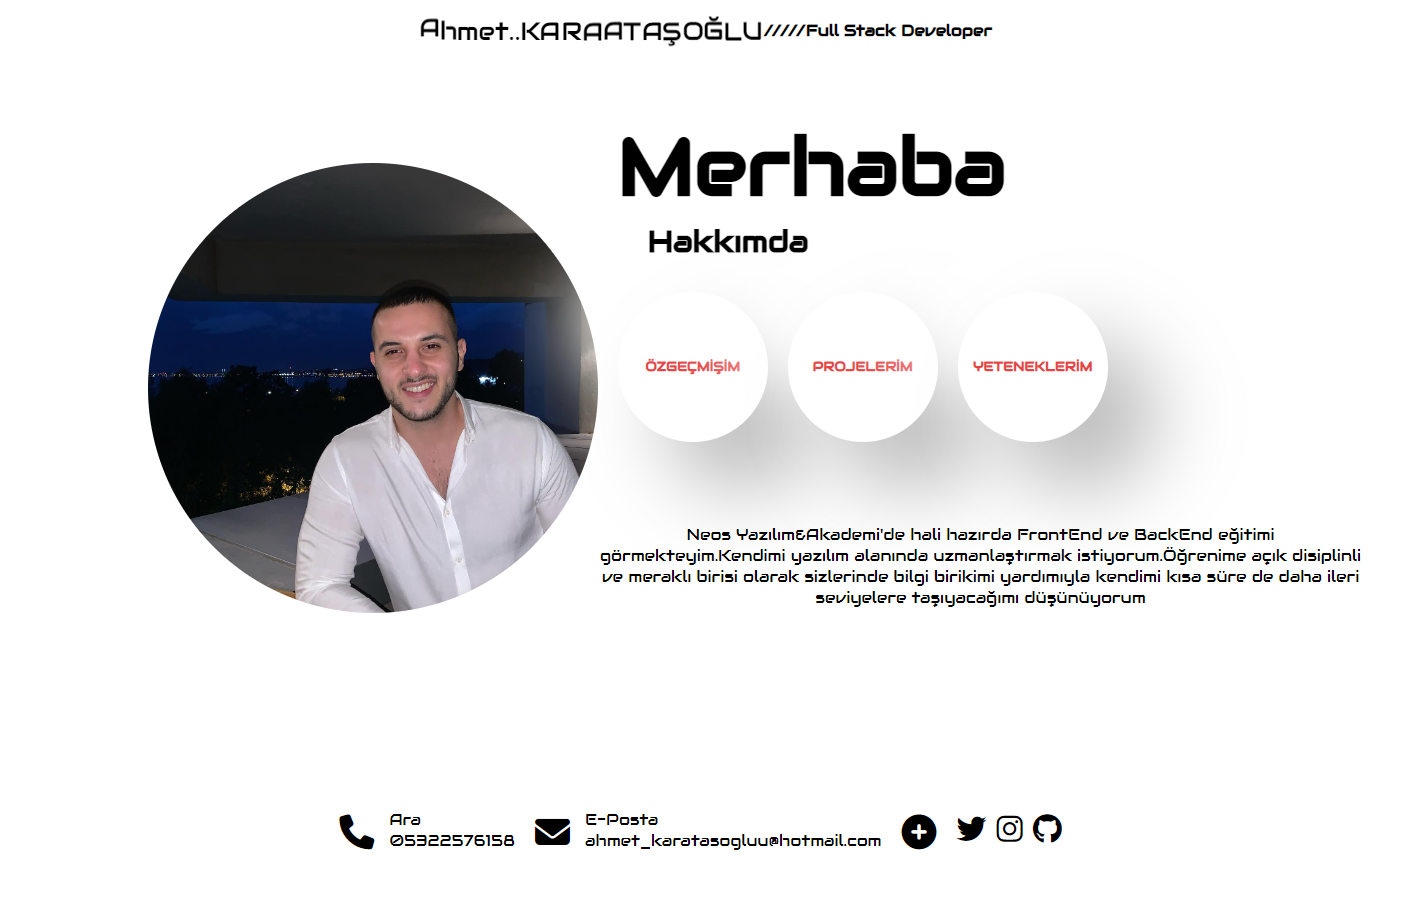 Ahmet..KARAATAŞOĞLU/////Full Stack Developer
Merhaba
Hakkımda
ÖZGEÇMİŞİM PROJELERİM YETENEKLERİM
Neos Yazılım&Akademi'de hali hazırda FrontEnd ve BackEnd eğitimi
görmekteyim.Kendimi yazılım alanında uzmanlaştırmak istiyorum.Öğrenime açık disiplinli
ve meraklı birisi olarak sizlerinde bilgi birikimi yardımıyla kendimi kısa süre de daha ileri
seviyelere taşıyacağımı düşünüyorum
Ara
05322576158
E-Posta
ahmet_karatasogluu@hotmail.com